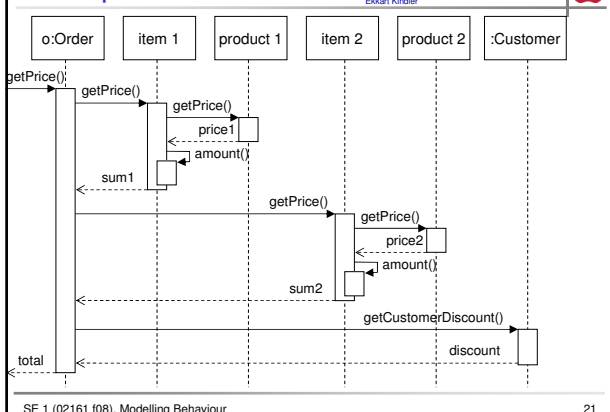 Ekkart Kindler
o:Order
item 1
product 1
item 2
product 2
:Customer
getPrice()
getPrice()
getPrice()
price1
amount()
sum1
getPrice()
getPrice()
price2
amount()
sum2
getCustomerDiscount()
discount
total
SE 1 (02161 f08), Modelling Behaviour
21